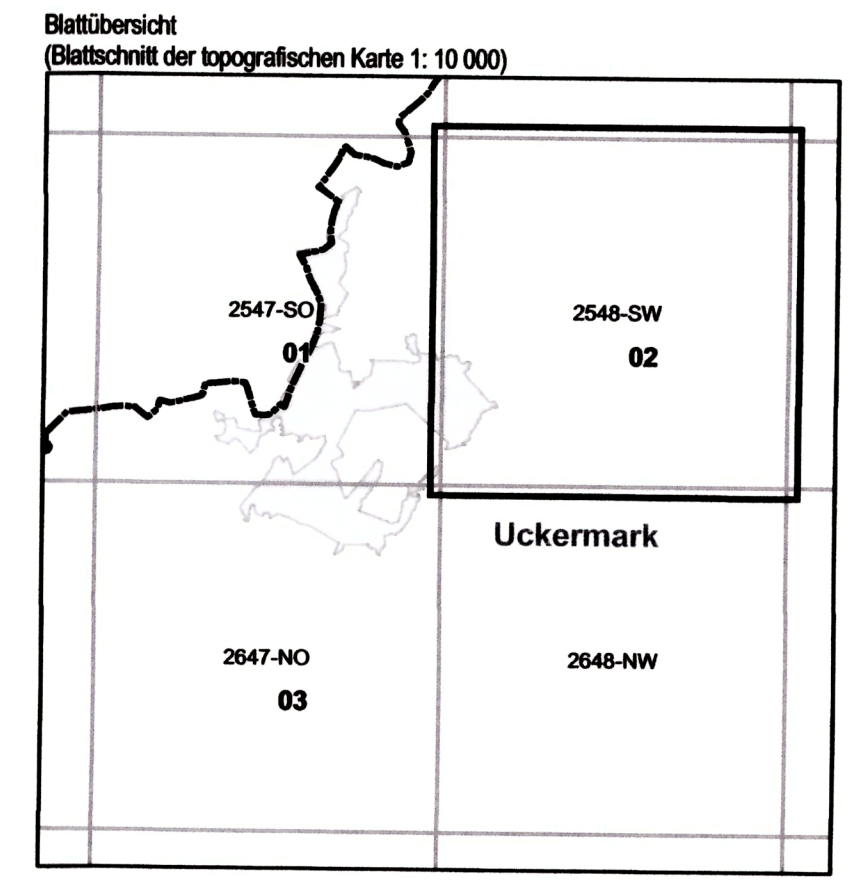 Blattübersicht
(Blattschnitt der topografischen Karte 1: 10 000)
2547-SO
01
2548-SW
02
Uckermark
2647-NO
03
2648-NW